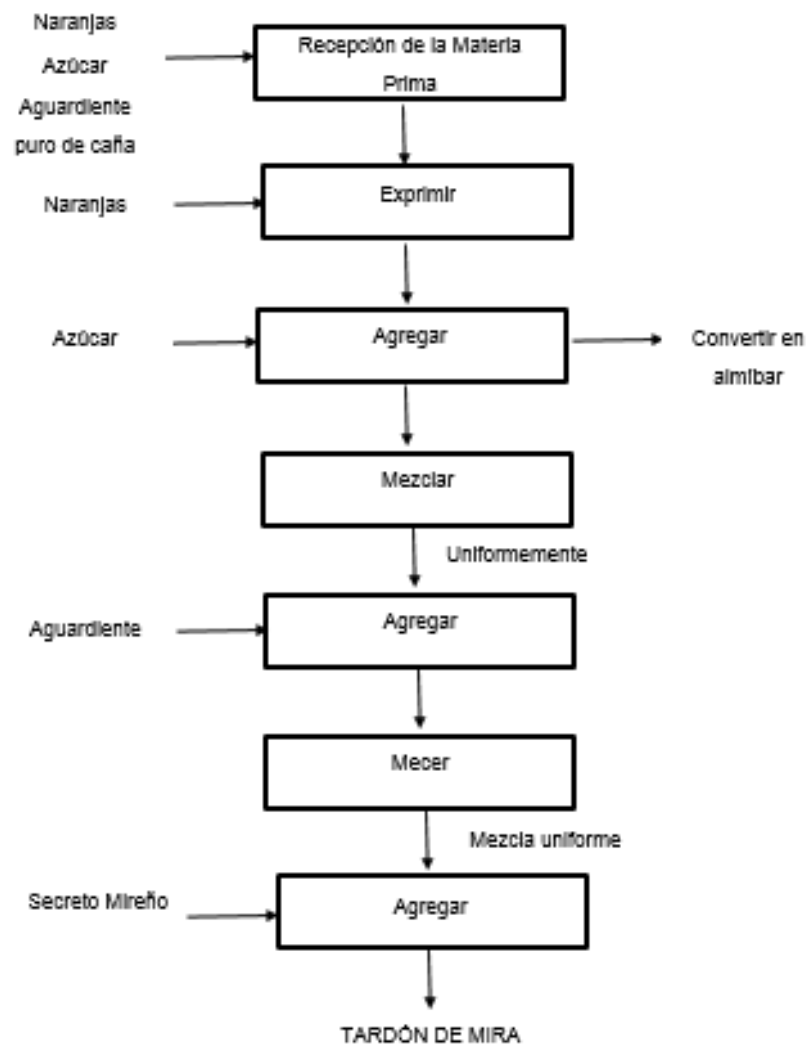 Naranjas
Azúcar
Aguardiente
puro de caña
Recepción de la Materia
Prima
Naranjas
Exprimir
Azúcar
Agregar
Convertir en
almíbar
Mezclar
Uniformemente
Aguardiente
Agregar
Mecer
Mezcla uniforme
Secreto Mireño
Agregar
TARDÓN DE MIRA